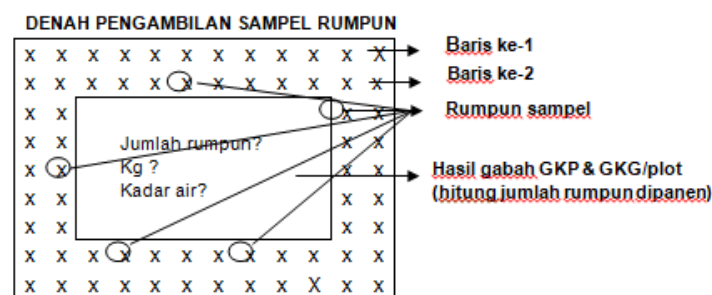 DENAH PENGAMBILAN SAMPEL RUMPUN
x x x x x x x x x x x X Baris ke-1
x x x x x x x x x x x x Baris ke-2
x x x x Rumpun sampel
x x Jumlah rumpun? x x
x x Kg ? x x Hasil gabah GKP & GKG/plot
x x Kadar air? x x (hitung jumlah rumpun dipanen)
x x x x
x x x x x x x x x x x x
x x x x x x x x x X x x